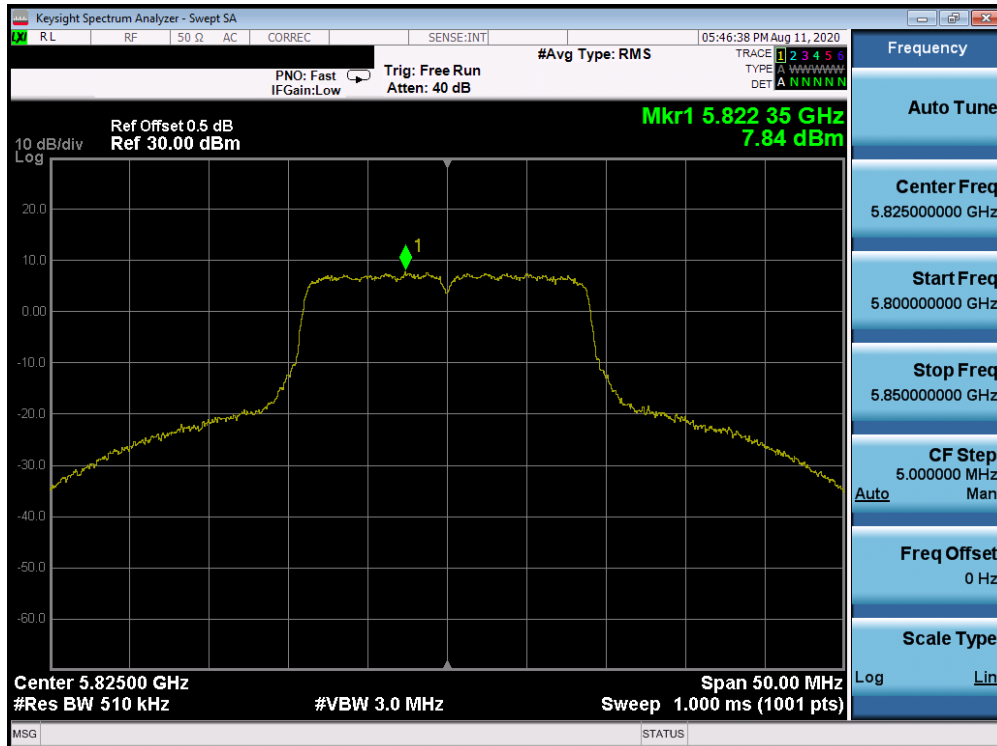 Keysight Spectrum Analyzer - Swept SA
LXI RL RF 50 Ω AC CORREC SENSE:INT 05:46:38 PM Aug 11, 2020
#Avg Type: RMS
TRACE 1 2 3 4 5 6
PNO: Fast Trig: Free Run
TYPE A WWWWW
IFGain:Low Atten: 40 dB
DET A N N N N N
Ref Offset 0.5 dB
10 dB/div Ref 30.00 dBm
Log
Mkr1 5.822 35 GHz
7.84 dBm
20.0
10.0
1
0.00
-10.0
-20.0
-30.0
-40.0
-50.0
-60.0
Center 5.82500 GHz Span 50.00 MHz
#Res BW 510 kHz #VBW 3.0 MHz Sweep 1.000 ms (1001 pts)
MSG STATUS
Frequency
Auto Tune
Center Freq
5.825000000 GHz
Start Freq
5.800000000 GHz
Stop Freq
5.850000000 GHz
CF Step
5.000000 MHz
Auto Man
Freq Offset
0 Hz
Scale Type
Log Lin